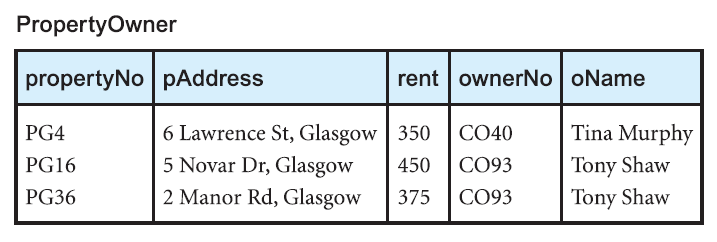 PropertyOwner
propertyNo pAddress rent ownerNo oName
PG4 6 Lawrence St, Glasgow 350 CO40 Tina Murphy
PG16 5 Novar Dr, Glasgow 450 CO93 Tony Shaw
PG36 2 Manor Rd, Glasgow 375 CO93 Tony Shaw